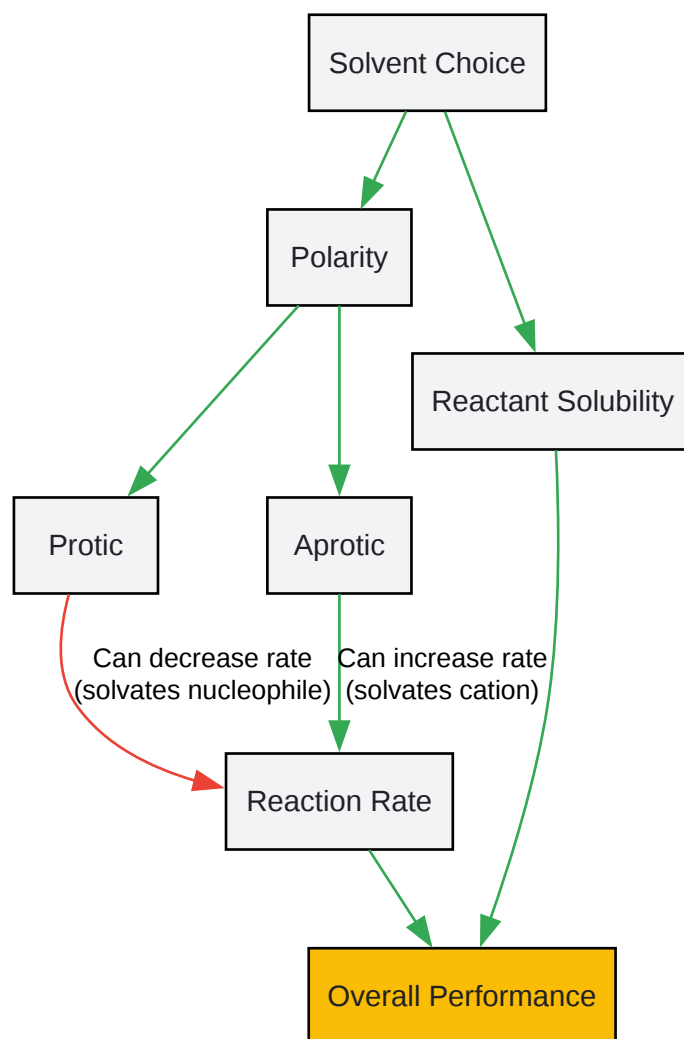 Solvent Choice
Polarity
Reactant Solubility
Protic
Aprotic
Can decrease rate
(solvates nucleophile)
Can increase rate
(solvates cation)
Reaction Rate
Overall Performance